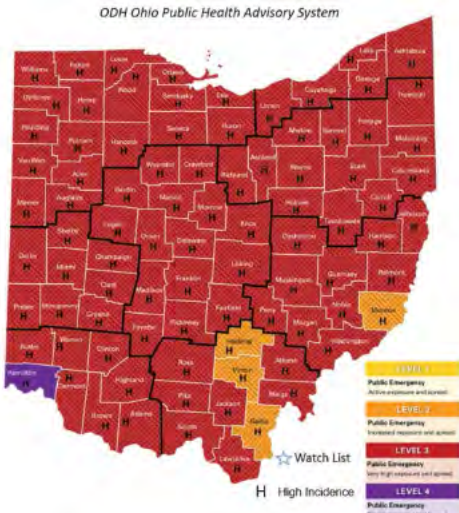 ODH Ohio Public Health Advisory System
Williams
Fulton
Lucas
Ottawa
Lake
Ashtabula
Geauga
Cuyahoga
Trumbull
Defiance
Henry
Wood
Sandusky
Erie
Lorain
Paulding
Seneca
Huron
Medina
Summit
Portage
Mahoning
Putnam
Hancock
Van Wert
Allen
Wyandot
Crawford
Richland
Ashland
Wayne
Stark
Columbiana
Mercer
Auglaize
Hardin
Marion
Morrow
Holmes
Carroll
Shelby
Logan
Union
Knox
Coshocton
Tuscarawas
Harrison
Jefferson
Darke
Miami
Champaign
Delaware
Licking
Muskingum
Guernsey
Belmont
Clark
Madison
Franklin
Preble
Montgomery
Greene
Fayette
Pickaway
Fairfield
Perry
Morgan
Noble
Monroe
Washington
Butler
Warren
Clinton
Ross
Hocking
Athens
Hamilton
Clermont
Highland
Vinton
Meigs
Pike
Jackson
Brown
Adams
Scioto
Gallia
Lawrence
LEVEL 1
Public Emergency
Active exposure and spread
LEVEL 2
Public Emergency
Increased exposure and spread
LEVEL 3
Public Emergency
Very high exposure and spread
LEVEL 4
Public Emergency
Watch List
H High Incidence